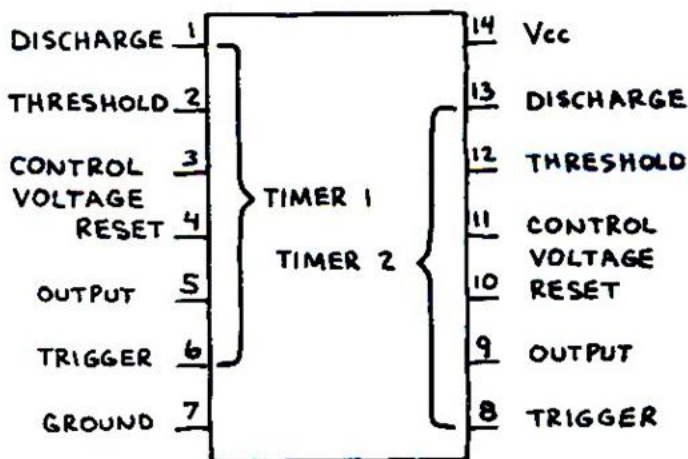 DISCHARGE 1
THRESHOLD 2
CONTROL 3
VOLTAGE
RESET 4
OUTPUT 5
TRIGGER 6
GROUND 7
TIMER 1
TIMER 2
14 Vcc
13 DISCHARGE
12 THRESHOLD
11 CONTROL
VOLTAGE
10 RESET
9 OUTPUT
8 TRIGGER